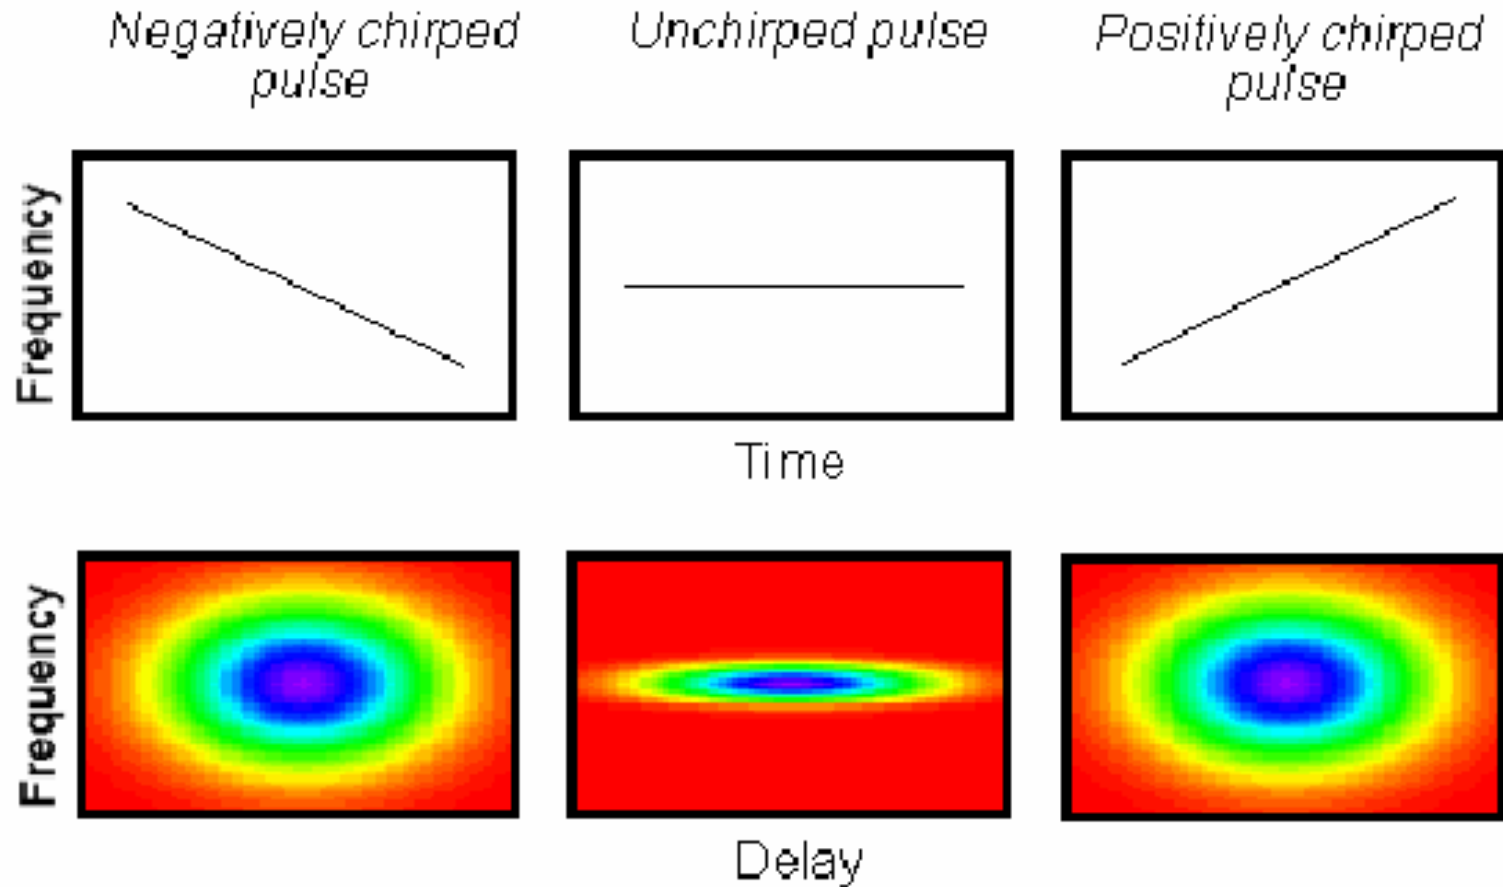 Negatively chirped
pulse
Unchirped pulse
Positively chirped
pulse
Frequency
Time
Frequency
Delay